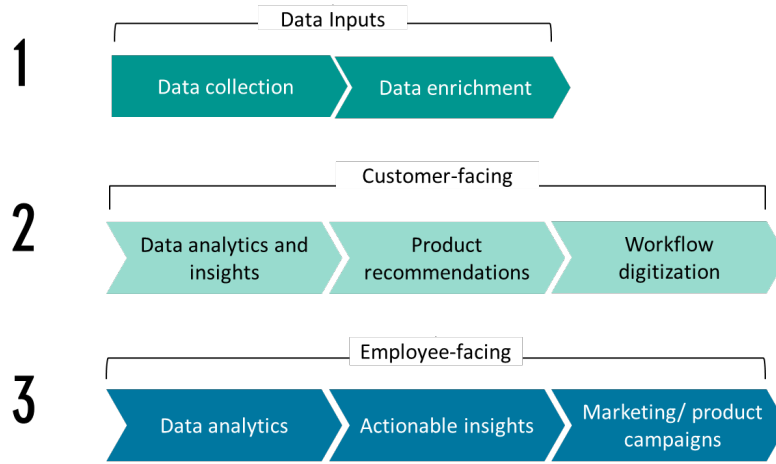 Data Inputs
1
Data collection
Data enrichment
Customer-facing
2
Data analytics and
insights
Product
recommendations
Workflow
digitization
Employee-facing
3
Data analytics
Actionable insights
Marketing/ product
campaigns